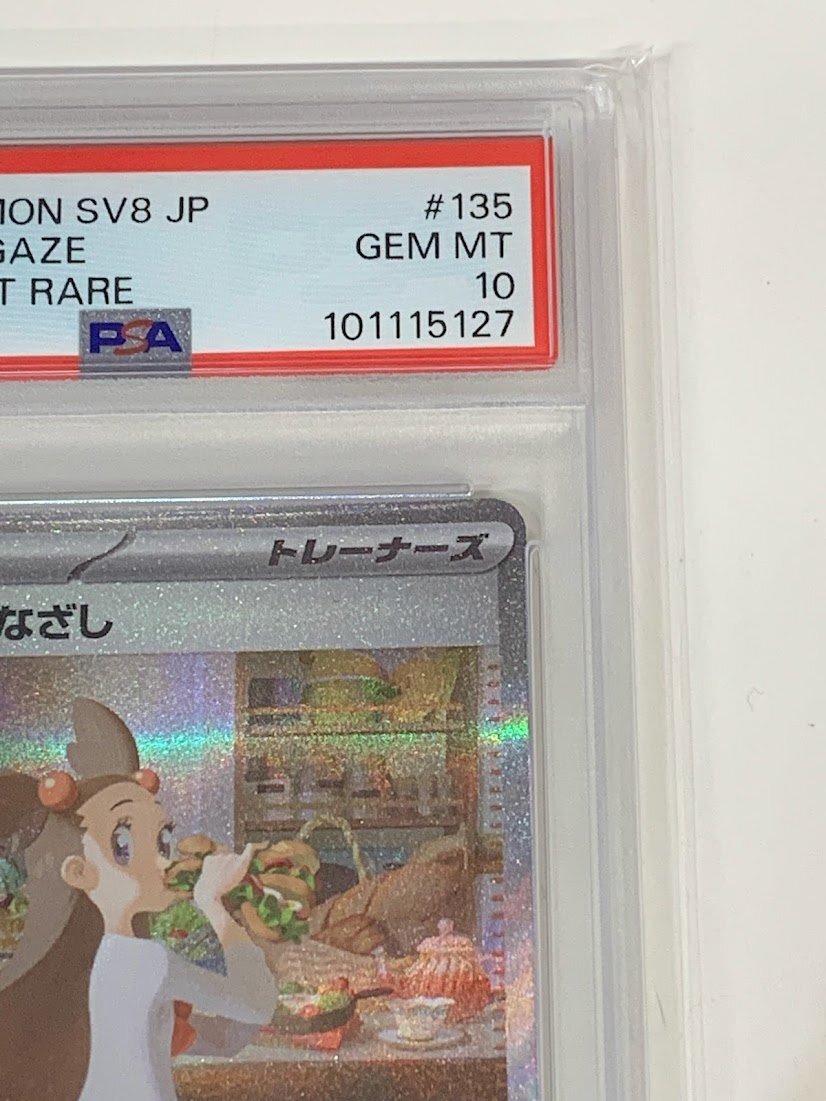 MON SV8 JP #135
GAZE GEM MT
T RARE 10
PSA 101115127
トレーナーズ
なざし